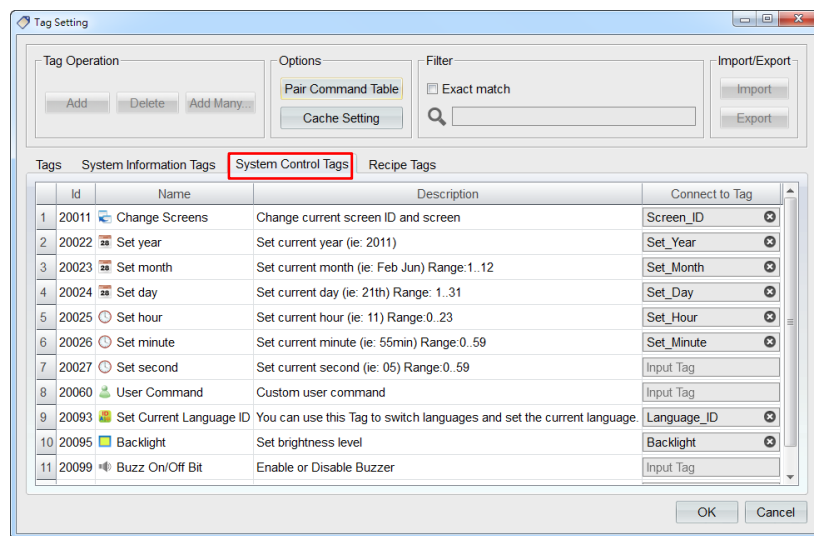 Tag Setting
Tag Operation
Options
Filter
Import/Export
Add
Delete
Add Many...
Pair Command Table
Exact match
Import
Cache Setting
Export
Tags
System Information Tags
System Control Tags
Recipe Tags
Id Name Description Connect to Tag
1 20011 Change Screens Change current screen ID and screen Screen_ID
2 20022 28 Set year Set current year (ie: 2011) Set_Year
3 20023 28 Set month Set current month (ie: Feb Jun) Range:1..12 Set_Month
4 20024 28 Set day Set current day (ie: 21th) Range: 1..31 Set_Day
5 20025 Set hour Set current hour (ie: 11) Range:0..23 Set_Hour
6 20026 Set minute Set current minute (ie: 55min) Range:0..59 Set_Minute
7 20027 Set second Set current second (ie: 05) Range:0..59 Input Tag
8 20060 User Command Custom user command Input Tag
9 20093 Set Current Language ID You can use this Tag to switch languages and set the current language. Language_ID
10 20095 Backlight Set brightness level Backlight
11 20099 Buzz On/Off Bit Enable or Disable Buzzer Input Tag
OK
Cancel